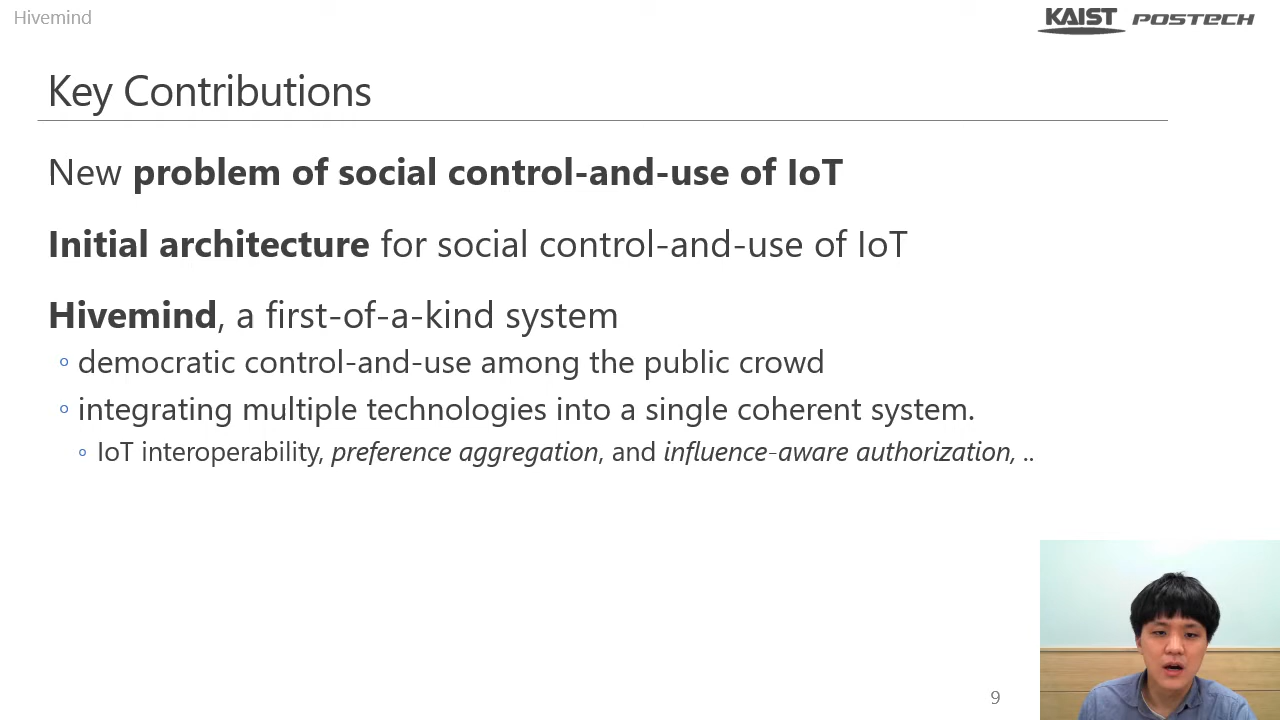 Hivemind
KAIST POSTECH
Key Contributions
New problem of social control-and-use of IoT
Initial architecture for social control-and-use of IoT
Hivemind, a first-of-a-kind system
democratic control-and-use among the public crowd
integrating multiple technologies into a single coherent system.
IoT interoperability, preference aggregation, and influence-aware authorization, ..
9